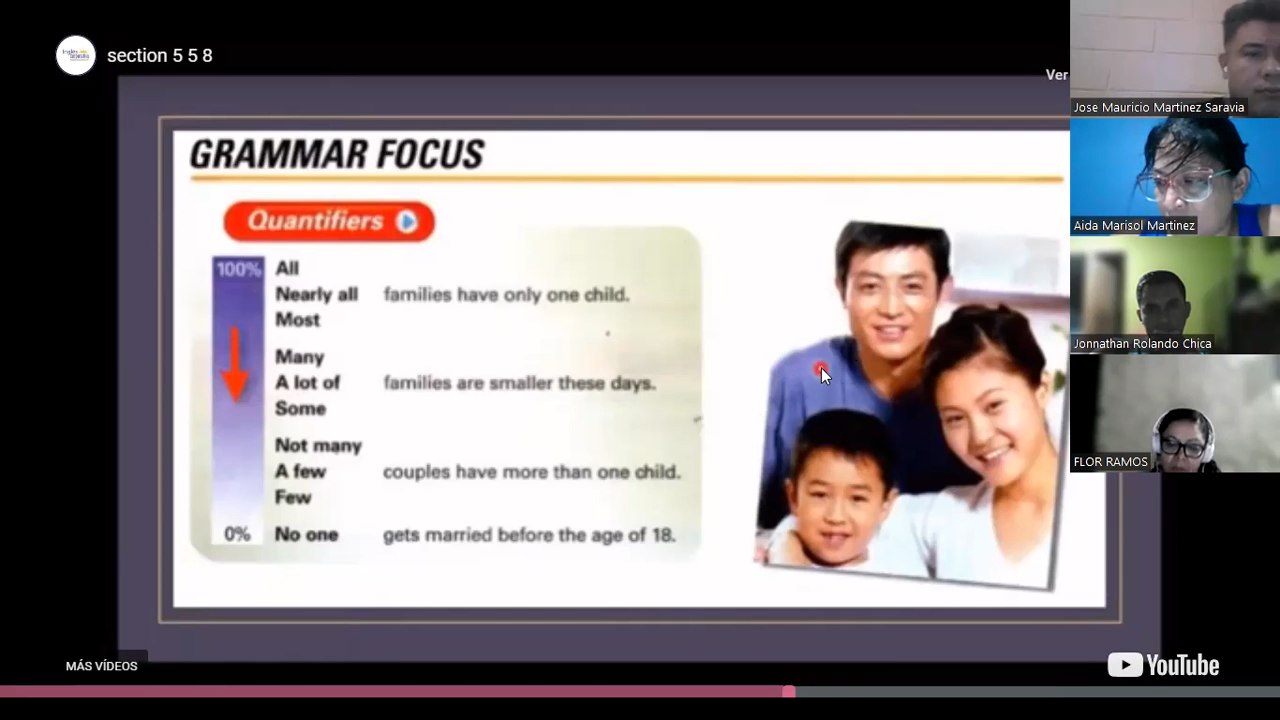 section 5 5 8
Ver
GRAMMAR FOCUS
Quantifiers
100% All
Nearly all families have only one child.
Most
Many
A lot of families are smaller these days.
Some
Not many
A few couples have more than one child.
Few
0% No one gets married before the age of 18.
MÁS VÍDEOS
YouTube
Jose Mauricio Martinez Saravia
Aida Marisol Martinez
Jonnathan Rolando Chica
FLOR RAMOS